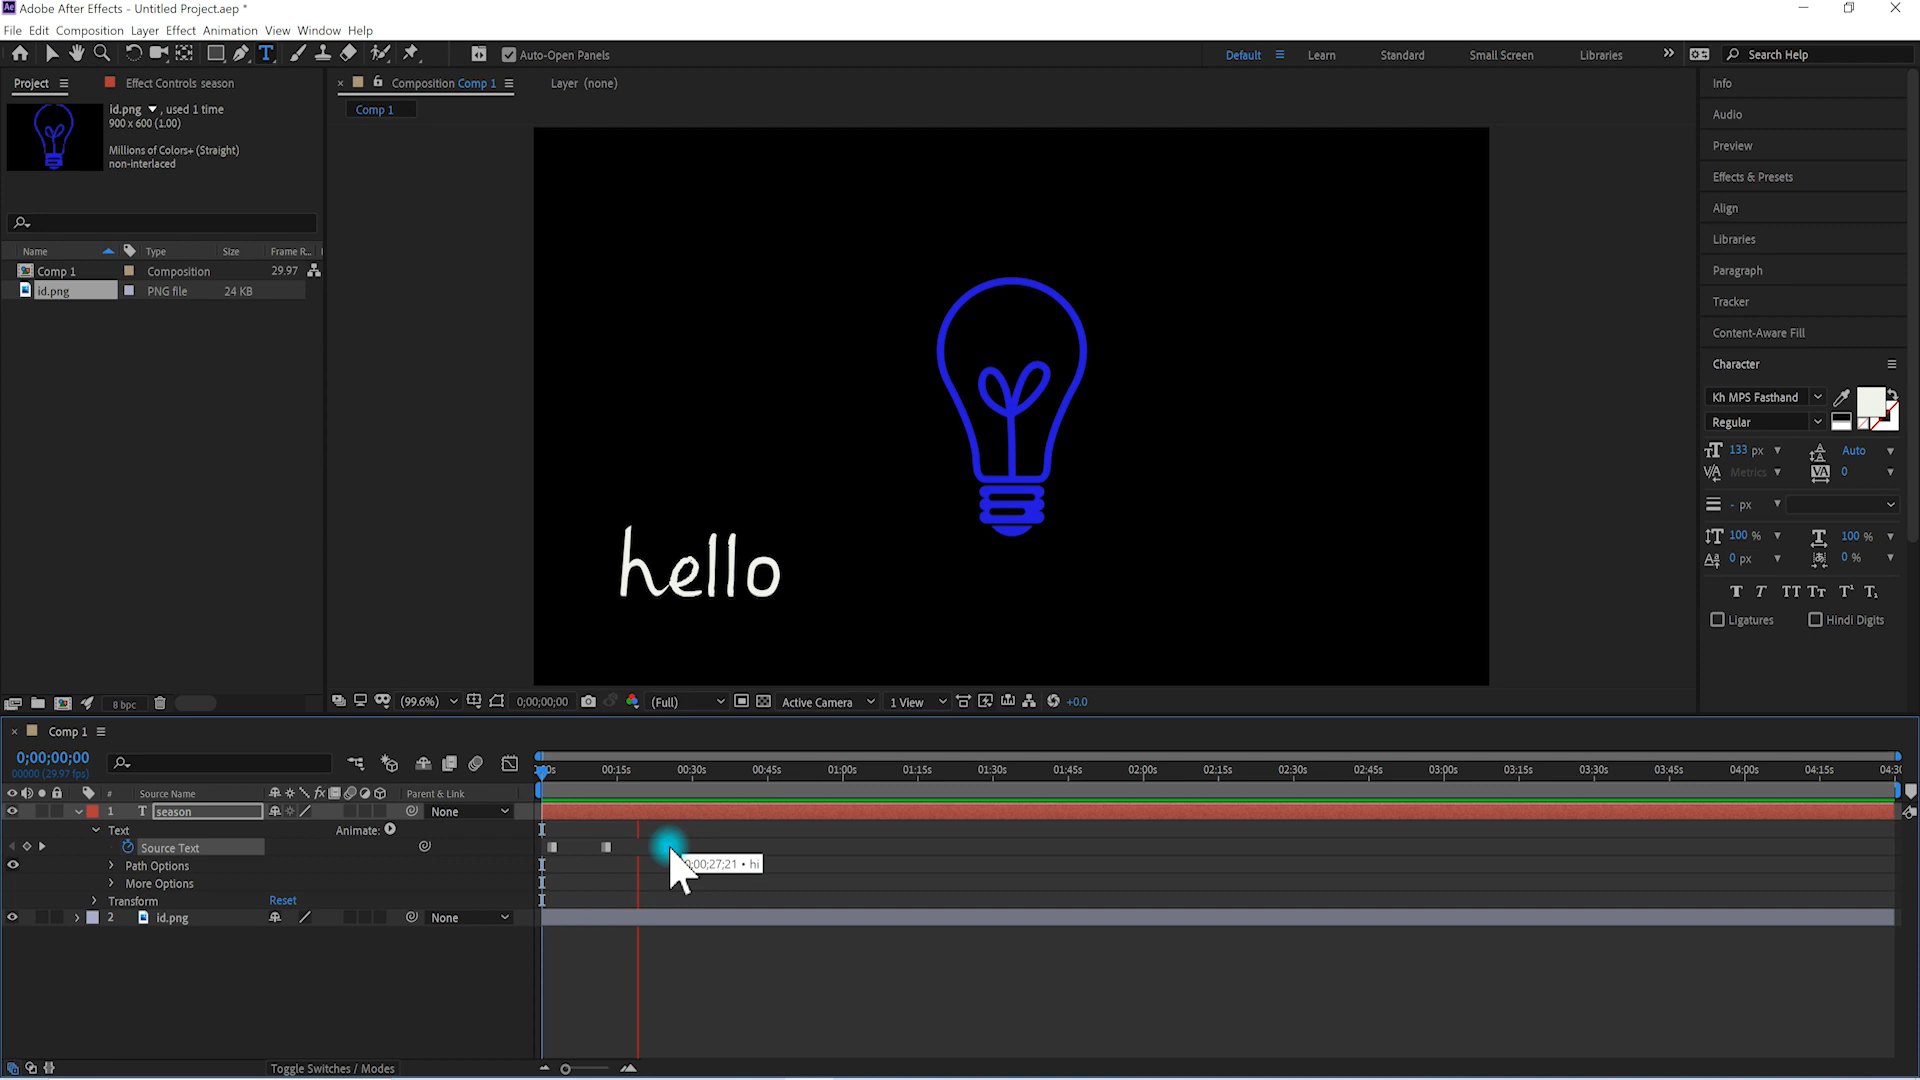 Adobe After Effects - Untitled Project.aep *
File Edit Composition Layer Effect Animation View Window Help
Auto-Open Panels
Default Learn Standard Small Screen Libraries Search Help
Project Effect Controls season
id.png , used 1 time
900 x 600 (1.00)
Millions of Colors+ (Straight)
non-interlaced
Name Type Size Frame R...
Comp 1 Composition 29.97
id.png PNG file 24 KB
8 bpc
Composition Comp 1 Layer (none)
Comp 1
hello
(99.6%) 0;00;00;00 (Full) Active Camera 1 View +0.0
Info
Audio
Preview
Effects & Presets
Align
Libraries
Paragraph
Tracker
Content-Aware Fill
Character
Kh MPS Fasthand
Regular
133 px Auto
Metrics 0
- px
100 % 100 %
0 px 0 %
Ligatures Hindi Digits
Comp 1
0;00;00;00
00000 (29.97 fps)
00:15s 00:30s 00:45s 01:00s 01:15s 01:30s 01:45s 02:00s 02:15s 02:30s 02:45s 03:00s 03:15s 03:30s 03:45s 04:00s 04:15s
# Source Name Parent & Link
1 T season None
Text Animate:
Source Text
;00;27;21 • hi
Path Options
More Options
Transform Reset
2 id.png None
Toggle Switches / Modes